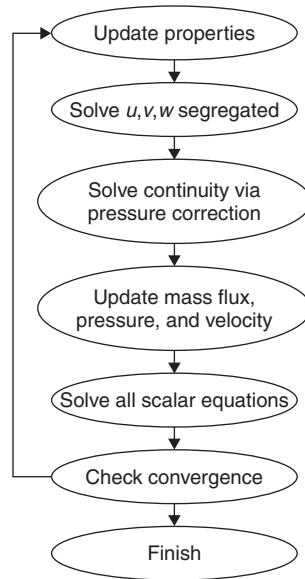 Update properties
Solve u,v,w segregated
Solve continuity via
pressure correction
Update mass flux,
pressure, and velocity
Solve all scalar equations
Check convergence
Finish